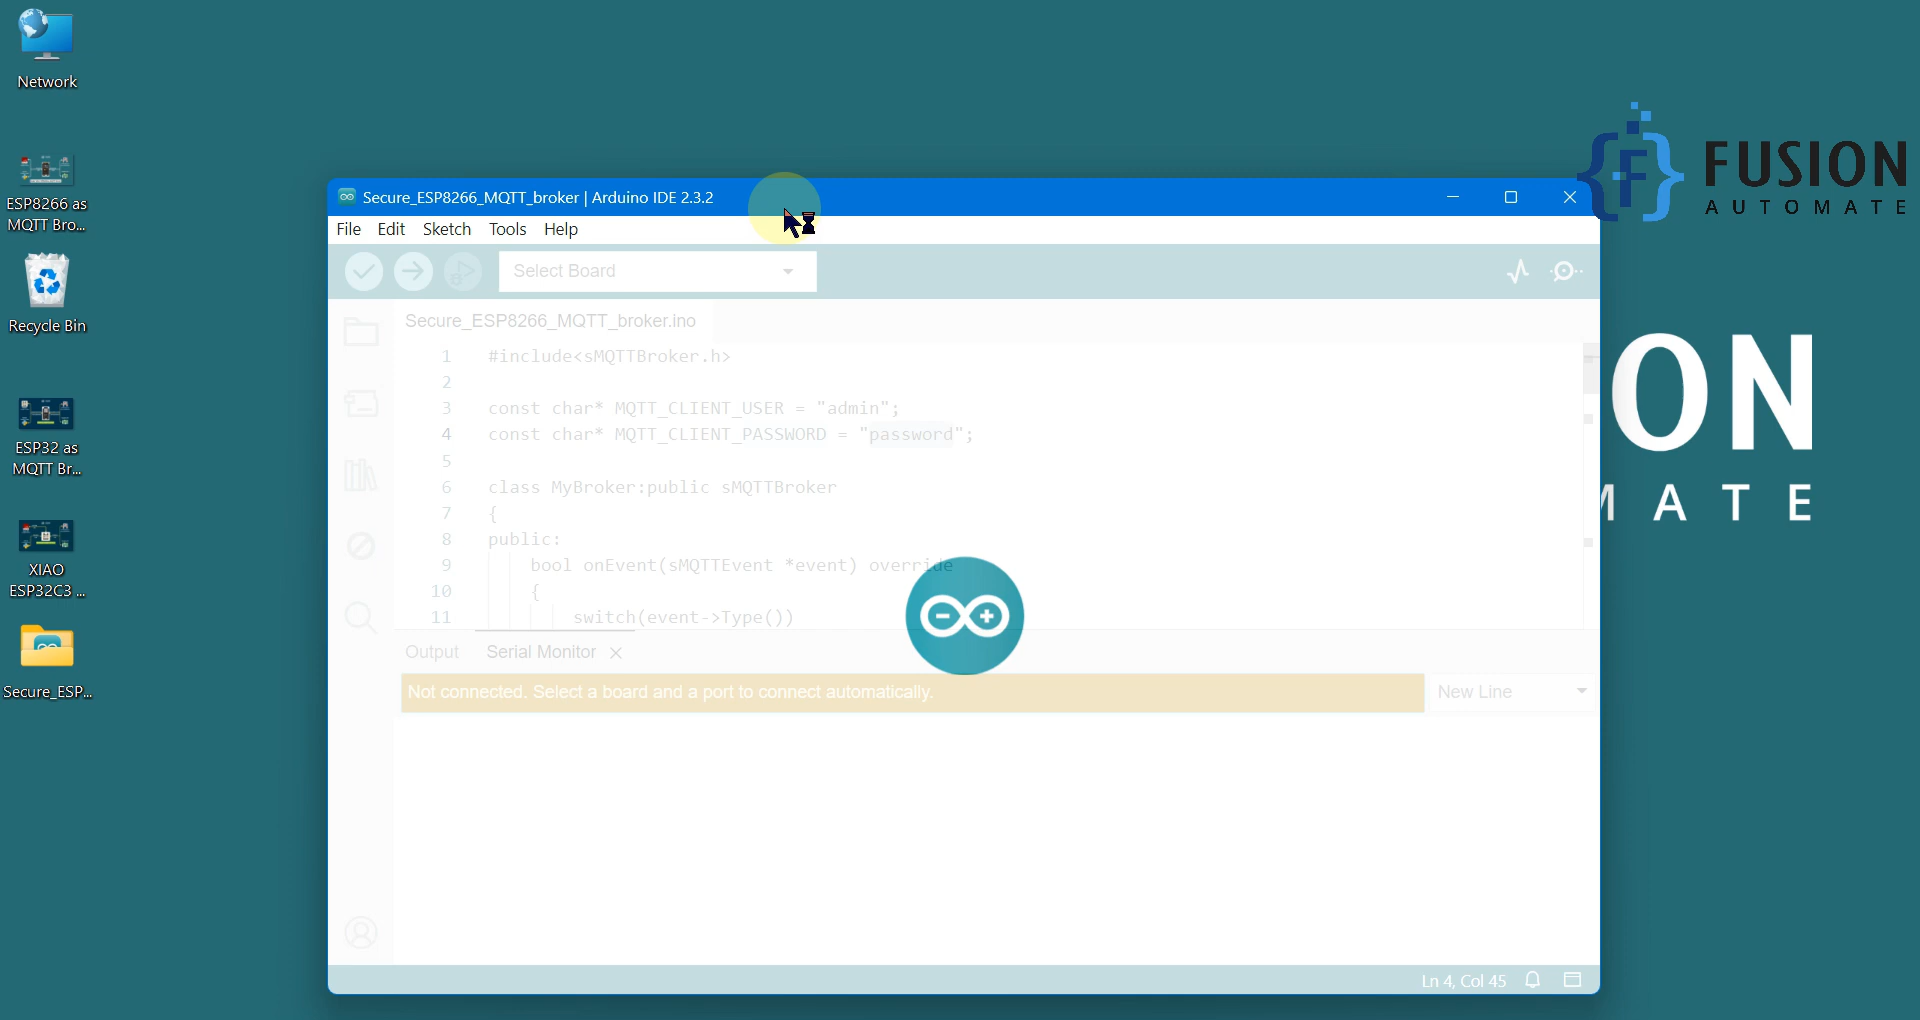 Network
ESP8266 as
MQTT Bro...
Recycle Bin
ESP32 as
MQTT Br...
XIAO
ESP32C3 ...
Secure_ESP...
Secure_ESP8266_MQTT_broker | Arduino IDE 2.3.2
File Edit Sketch Tools Help
Select Board
Secure_ESP8266_MQTT_broker.ino
1 #include<sMQTTBroker.h>
2
3 const char* MQTT_CLIENT_USER = "admin";
4 const char* MQTT_CLIENT_PASSWORD = "password";
5
6 class MyBroker:public sMQTTBroker
7 {
8 public:
9 bool onEvent(sMQTTEvent *event) override
10 {
11 switch(event->Type())
Output Serial Monitor
Not connected. Select a board and a port to connect automatically.
New Line
Ln 4, Col 45
FUSION
AUTOMATE
ON
MATE